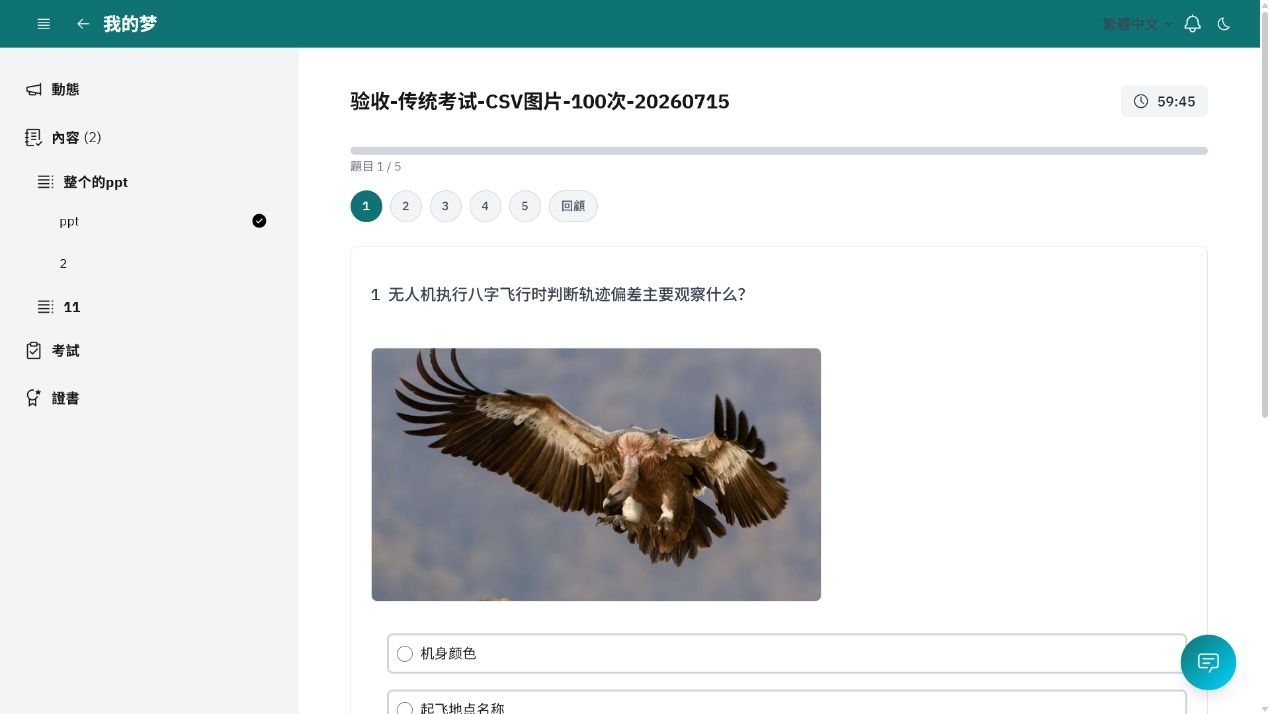 我的梦
繁體中文
動態
內容 (2)
整个的ppt
ppt
2
11
考試
證書
验收-传统考试-CSV图片-100次-20260715
59:45
題目 1 / 5
1 2 3 4 5 回顧
1 无人机执行八字飞行时判断轨迹偏差主要观察什么？
机身颜色
起飞地点名称